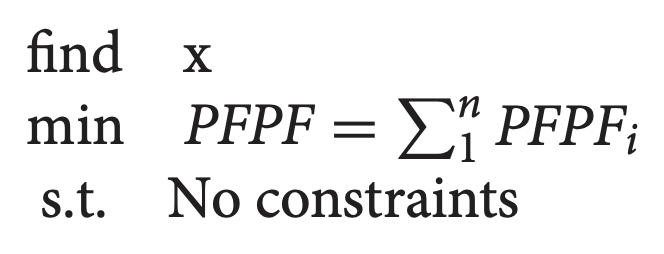 find x
min PFPF = ∑₁ⁿ PFPFᵢ
s.t. No constraints